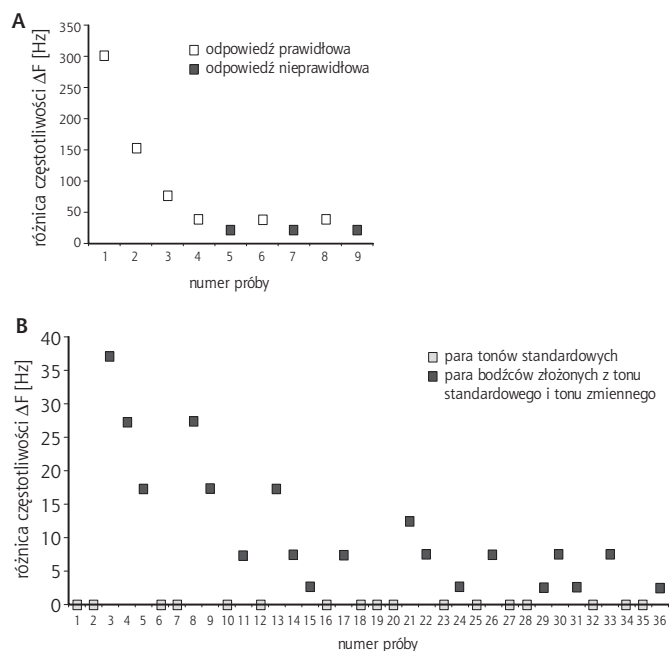 A
różnica częstotliwości ΔF [Hz]
350
300
250
200
150
100
50
0
odpowiedź prawidłowa
odpowiedź nieprawidłowa
1 2 3 4 5 6 7 8 9
numer próby
B
różnica częstotliwości ΔF [Hz]
40
35
30
25
20
15
10
5
0
para tonów standardowych
para bodźców złożonych z tonu
standardowego i tonu zmiennego
1 2 3 4 5 6 7 8 9 10 11 12 13 14 15 16 17 18 19 20 21 22 23 24 25 26 27 28 29 30 31 32 33 34 35 36
numer próby